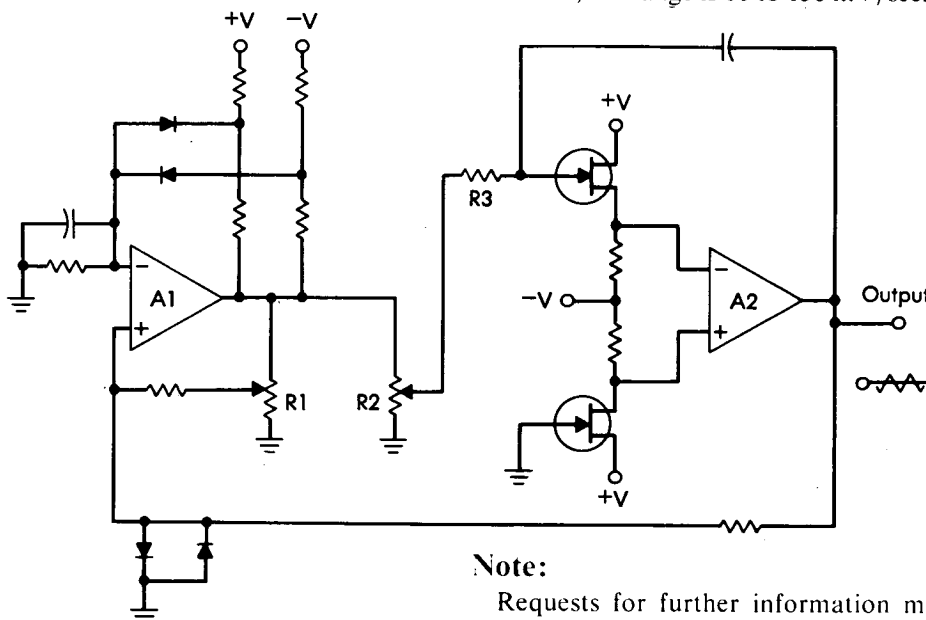 +V
−V
+V
R3
A1
−V
A2
Output
R1
R2
+V
Note:
Requests for further information m